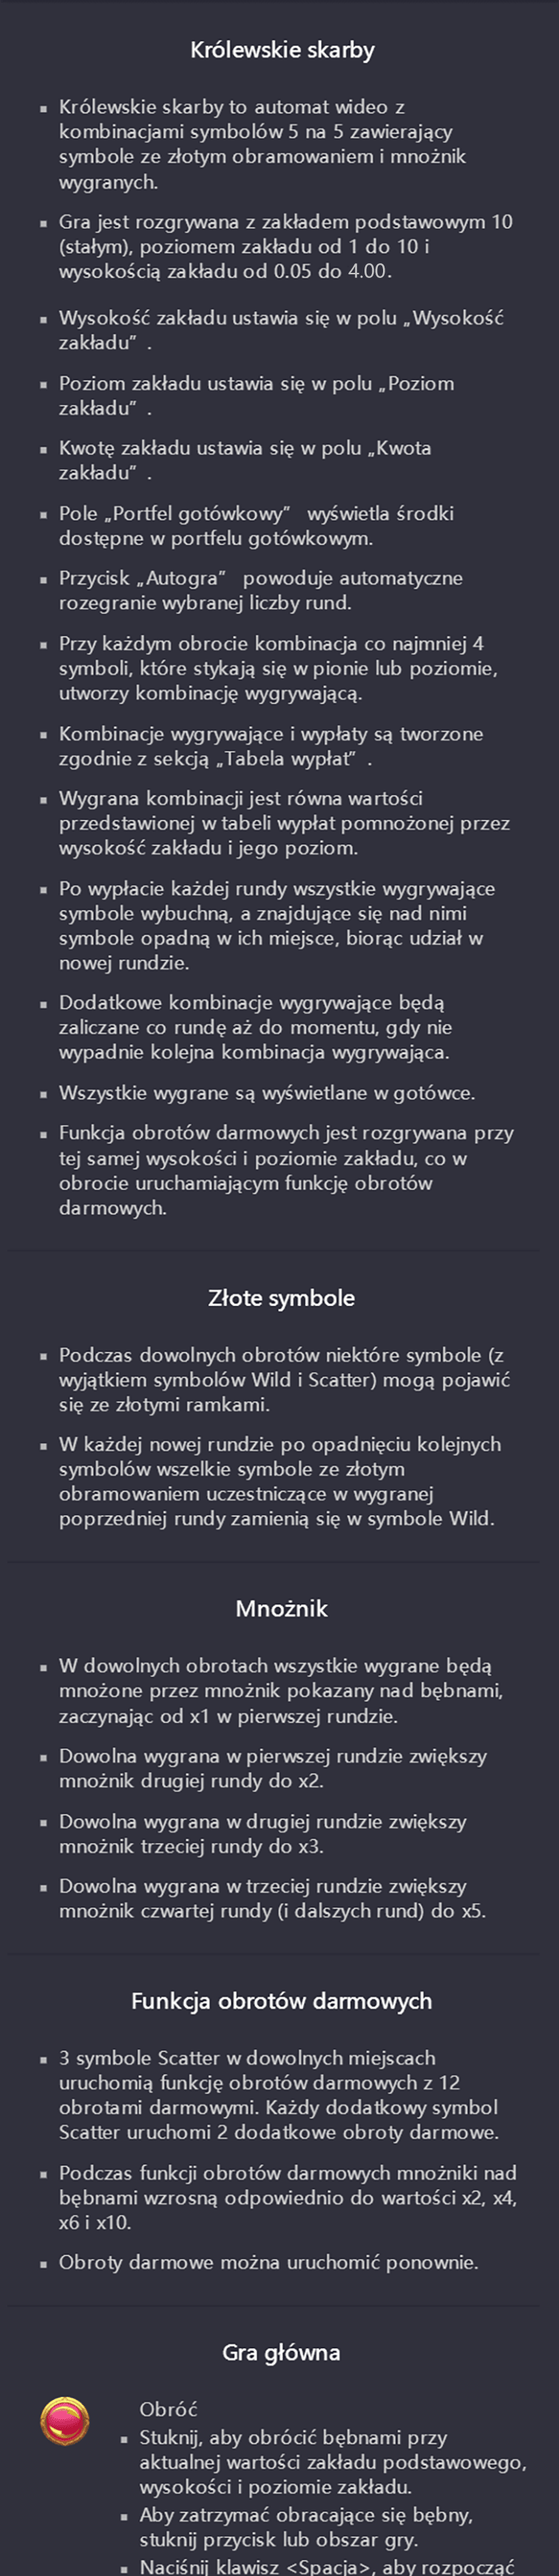 Królewskie skarby
▪ Królewskie skarby to automat wideo z
kombinacjami symbolów 5 na 5 zawierający
symbole ze złotym obramowaniem i mnożnik
wygranych.
▪ Gra jest rozgrywana z zakładem podstawowym 10
(stałym), poziomem zakładu od 1 do 10 i
wysokością zakładu od 0.05 do 4.00.
▪ Wysokość zakładu ustawia się w polu „Wysokość
zakładu” .
▪ Poziom zakładu ustawia się w polu „Poziom
zakładu” .
▪ Kwotę zakładu ustawia się w polu „Kwota
zakładu” .
▪ Pole „Portfel gotówkowy” wyświetla środki
dostępne w portfelu gotówkowym.
▪ Przycisk „Autogra” powoduje automatyczne
rozegranie wybranej liczby rund.
▪ Przy każdym obrocie kombinacja co najmniej 4
symboli, które stykają się w pionie lub poziomie,
utworzy kombinację wygrywającą.
▪ Kombinacje wygrywające i wypłaty są tworzone
zgodnie z sekcją „Tabela wypłat” .
▪ Wygrana kombinacji jest równa wartości
przedstawionej w tabeli wypłat pomnożonej przez
wysokość zakładu i jego poziom.
▪ Po wypłacie każdej rundy wszystkie wygrywające
symbole wybuchną, a znajdujące się nad nimi
symbole opadną w ich miejsce, biorąc udział w
nowej rundzie.
▪ Dodatkowe kombinacje wygrywające będą
zaliczane co rundę aż do momentu, gdy nie
wypadnie kolejna kombinacja wygrywająca.
▪ Wszystkie wygrane są wyświetlane w gotówce.
▪ Funkcja obrotów darmowych jest rozgrywana przy
tej samej wysokości i poziomie zakładu, co w
obrocie uruchamiającym funkcję obrotów
darmowych.
Złote symbole
▪ Podczas dowolnych obrotów niektóre symbole (z
wyjątkiem symbolów Wild i Scatter) mogą pojawić
się ze złotymi ramkami.
▪ W każdej nowej rundzie po opadnięciu kolejnych
symbolów wszelkie symbole ze złotym
obramowaniem uczestniczące w wygranej
poprzedniej rundy zamienią się w symbole Wild.
Mnożnik
▪ W dowolnych obrotach wszystkie wygrane będą
mnożone przez mnożnik pokazany nad bębnami,
zaczynając od x1 w pierwszej rundzie.
▪ Dowolna wygrana w pierwszej rundzie zwiększy
mnożnik drugiej rundy do x2.
▪ Dowolna wygrana w drugiej rundzie zwiększy
mnożnik trzeciej rundy do x3.
▪ Dowolna wygrana w trzeciej rundzie zwiększy
mnożnik czwartej rundy (i dalszych rund) do x5.
Funkcja obrotów darmowych
▪ 3 symbole Scatter w dowolnych miejscach
uruchomią funkcję obrotów darmowych z 12
obrotami darmowymi. Każdy dodatkowy symbol
Scatter uruchomi 2 dodatkowe obroty darmowe.
▪ Podczas funkcji obrotów darmowych mnożniki nad
bębnami wzrosną odpowiednio do wartości x2, x4,
x6 i x10.
▪ Obroty darmowe można uruchomić ponownie.
Gra główna
Obróć
▪ Stuknij, aby obrócić bębnami przy
aktualnej wartości zakładu podstawowego,
wysokości i poziomie zakładu.
▪ Aby zatrzymać obracające się bębny,
stuknij przycisk lub obszar gry.
▪ Naciśnij klawisz <Spacja>, aby rozpocząć